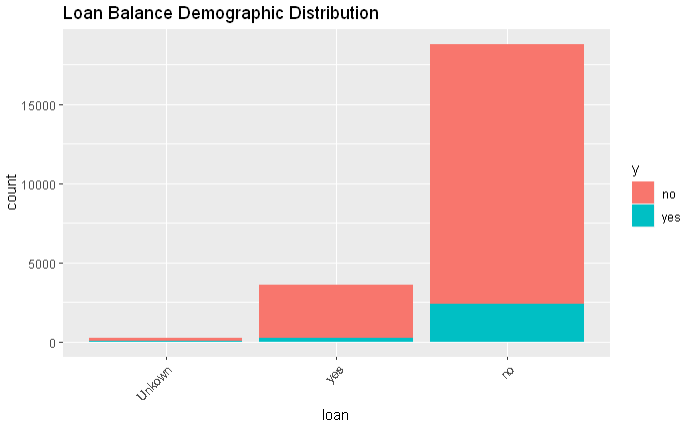 Loan Balance Demographic Distribution
count
15000
10000
5000
0
Unkown
yes
no
loan
y
no
yes